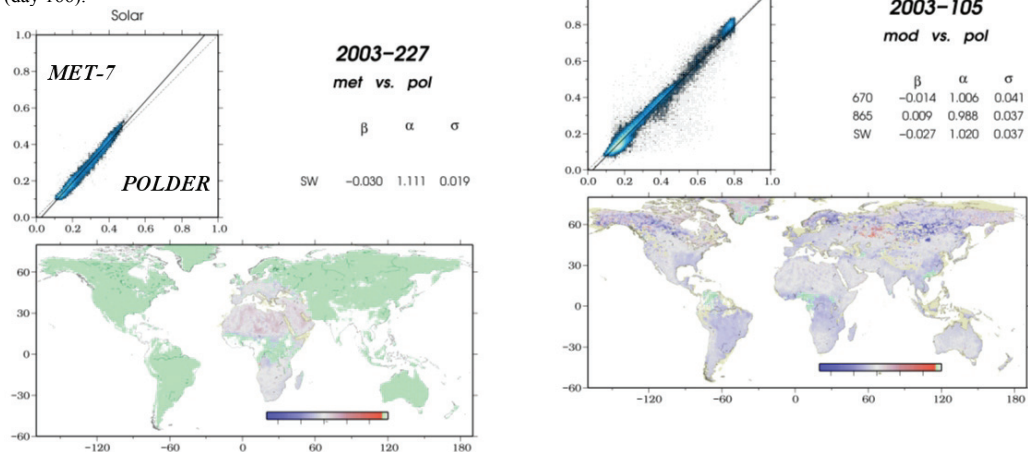 (day 166).
Solar
1.0
0.8
0.6
0.4
0.2
0.0
0.0 0.2 0.4 0.6 0.8 1.0
MET-7
POLDER
2003–227
met vs. pol
β α σ
SW −0.030 1.111 0.019
60
30
0
−30
−60
−120 −60 0 60 120 180
0.8
0.6
0.4
0.2
0.0
0.0 0.2 0.4 0.6 0.8 1.0
2003–105
mod vs. pol
β α σ
670 −0.014 1.006 0.041
865 0.009 0.988 0.037
SW −0.027 1.020 0.037
60
30
0
−30
−60
−120 −60 0 60 120 180